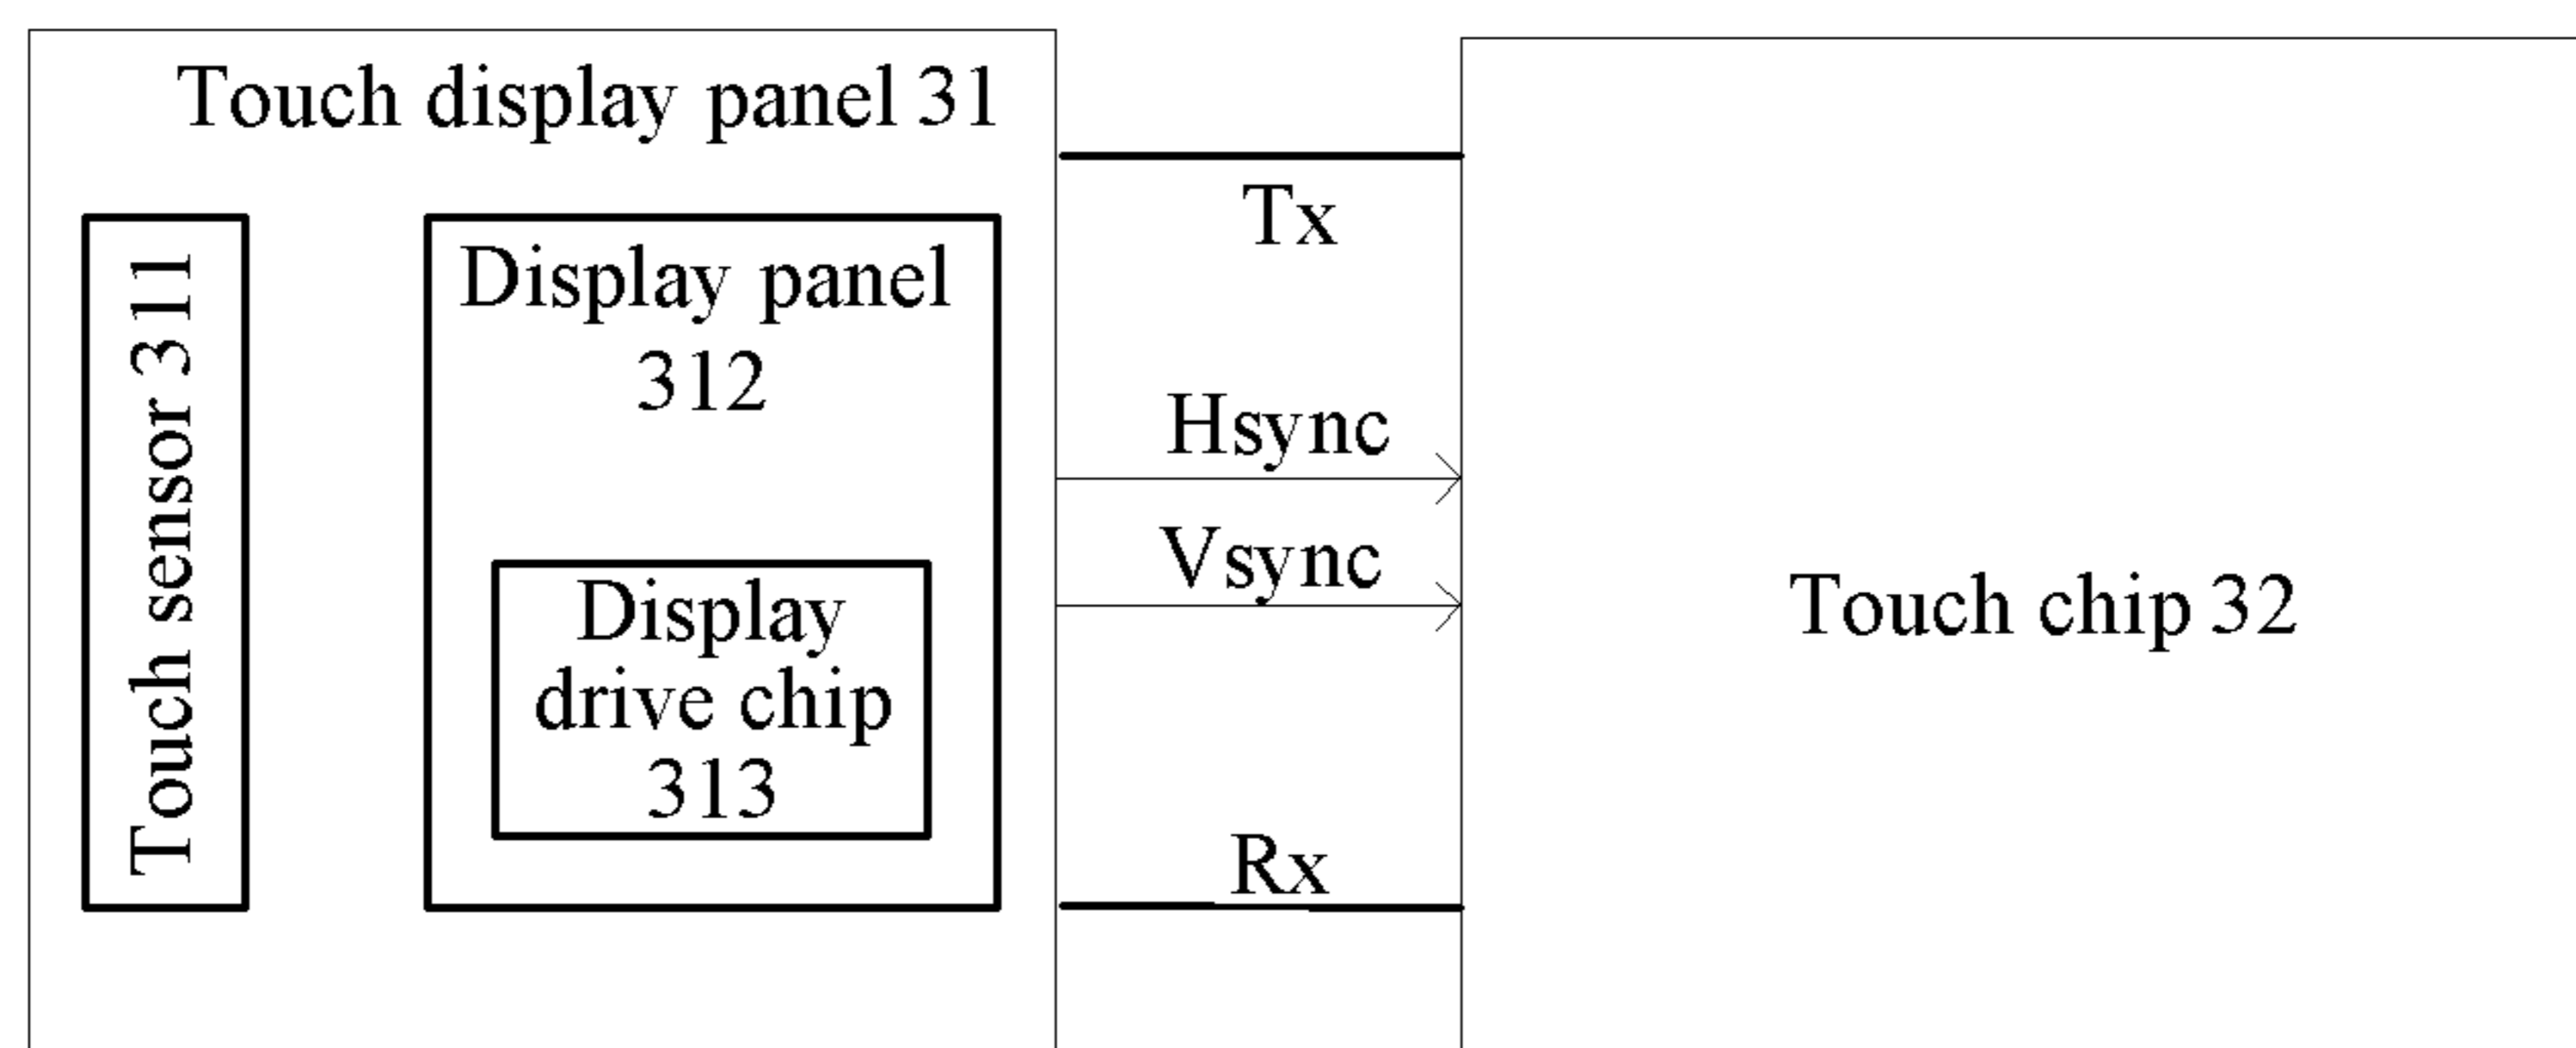 Touch display panel 31
Touch sensor 311
Display panel
312
Display
drive chip
313
Tx
Hsync
Vsync
Rx
Touch chip 32